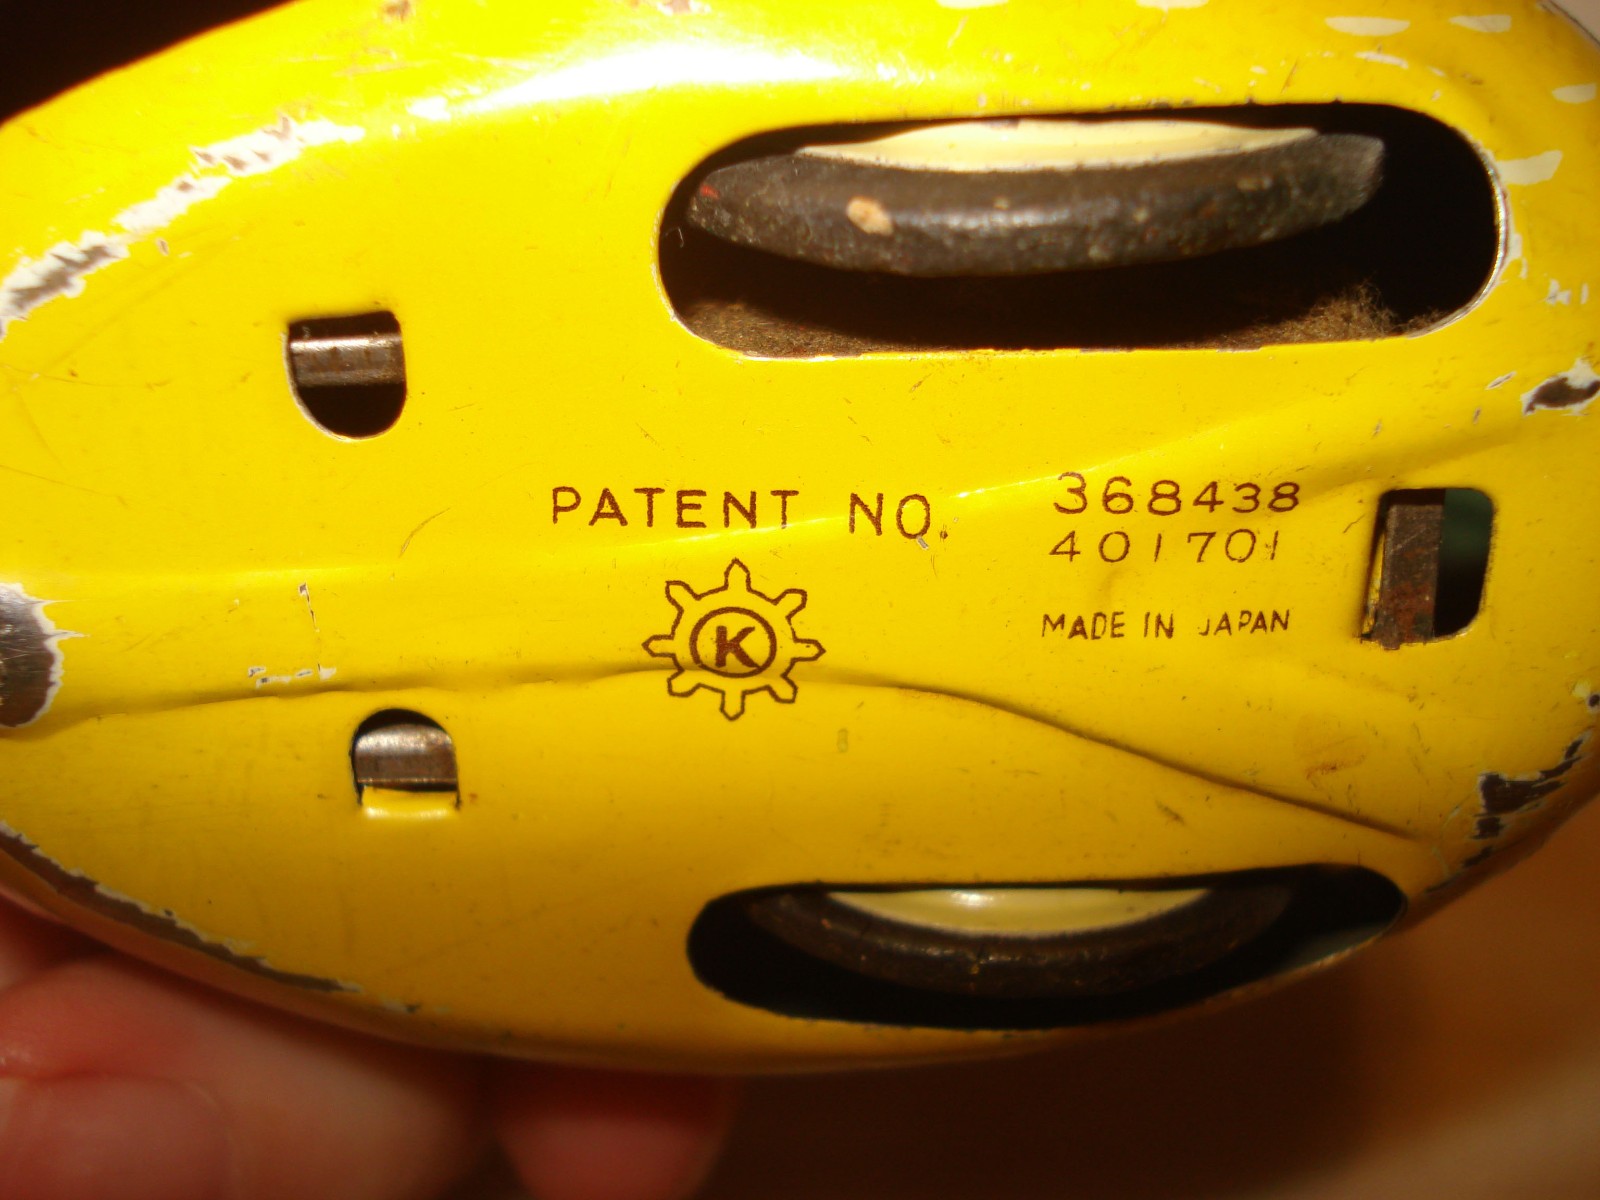 PATENT NO. 368438
401701
MADE IN JAPAN
K